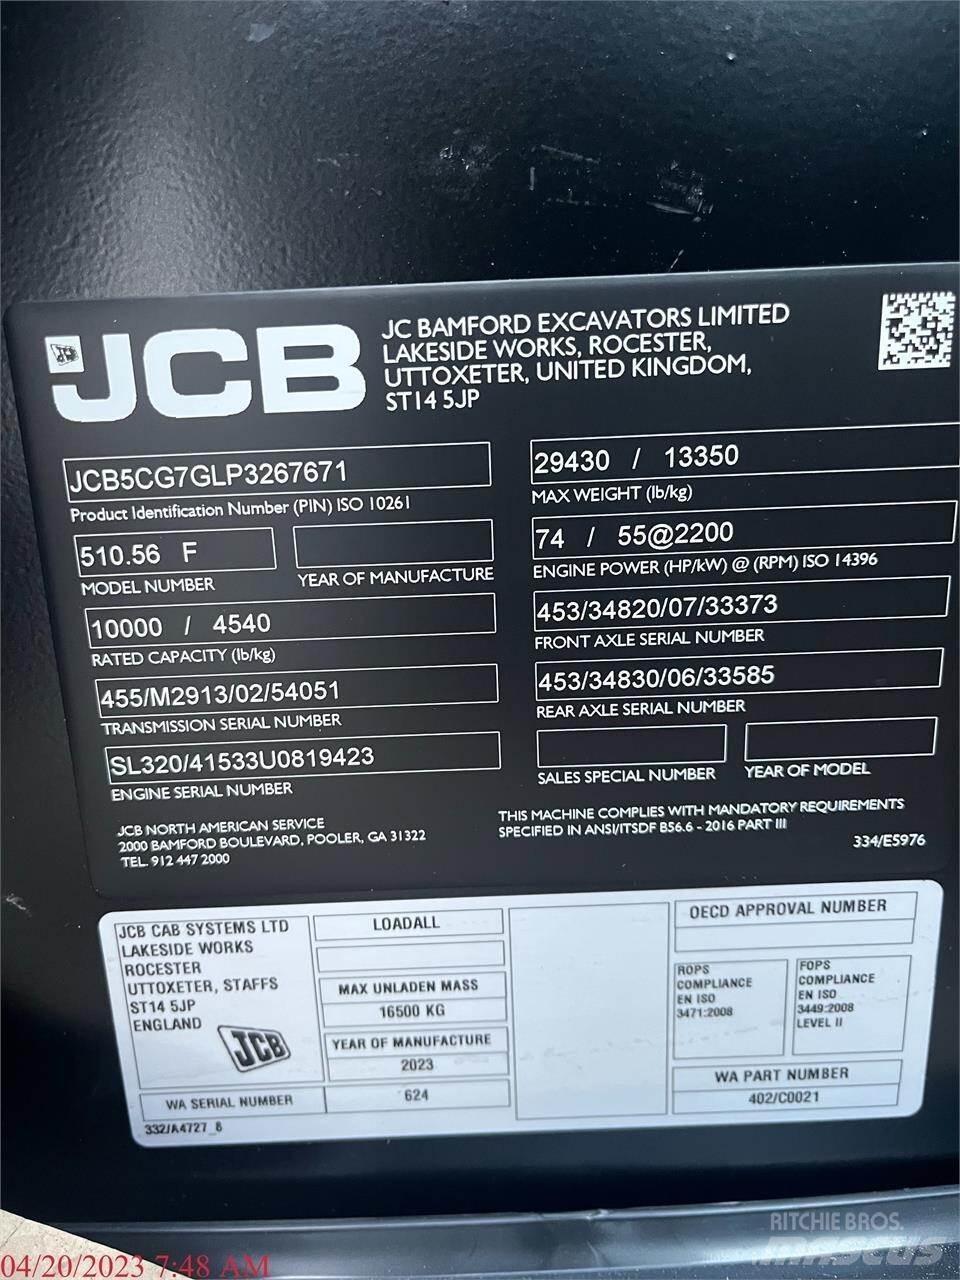 JCB
JC BAMFORD EXCAVATORS LIMITED
LAKESIDE WORKS, ROCESTER,
UTTOXETER, UNITED KINGDOM,
ST14 5JP
JCB5CG7GLP3267671
Product Identification Number (PIN) ISO 10261
510.56 F
MODEL NUMBER
YEAR OF MANUFACTURE
10000 / 4540
RATED CAPACITY (lb/kg)
455/M2913/02/54051
TRANSMISSION SERIAL NUMBER
SL320/41533U0819423
ENGINE SERIAL NUMBER
29430 / 13350
MAX WEIGHT (lb/kg)
74 / 55@2200
ENGINE POWER (HP/kW) @ (RPM) ISO 14396
453/34820/07/33373
FRONT AXLE SERIAL NUMBER
453/34830/06/33585
REAR AXLE SERIAL NUMBER
SALES SPECIAL NUMBER
YEAR OF MODEL
JCB NORTH AMERICAN SERVICE
2000 BAMFORD BOULEVARD, POOLER, GA 31322
TEL. 912 447 2000
THIS MACHINE COMPLIES WITH MANDATORY REQUIREMENTS
SPECIFIED IN ANSI/ITSDF B56.6 - 2016 PART III
334/E5976
JCB CAB SYSTEMS LTD
LAKESIDE WORKS
ROCESTER
UTTOXETER, STAFFS
ST14 5JP
ENGLAND
JCB
WA SERIAL NUMBER
332/A4727_8
LOADALL
MAX UNLADEN MASS
16500 KG
YEAR OF MANUFACTURE
2023
624
OECD APPROVAL NUMBER
ROPS
COMPLIANCE
EN ISO
3471:2008
FOPS
COMPLIANCE
EN ISO
3449:2008
LEVEL II
WA PART NUMBER
402/C0021
RITCHIE BROS.
MASCUS
04/20/2023 7:48 AM